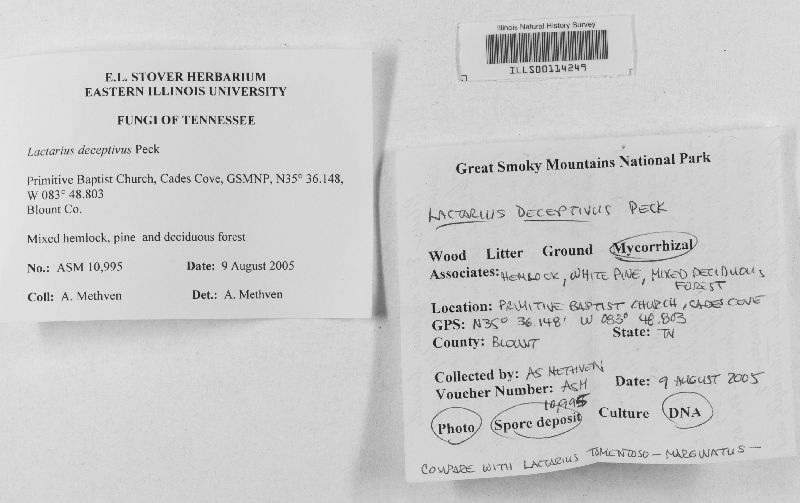 Illinois Natural History Survey
ILLS00114249
E.L. STOVER HERBARIUM
EASTERN ILLINOIS UNIVERSITY
FUNGI OF TENNESSEE
Lactarius deceptivus Peck
Primitive Baptist Church, Cades Cove, GSMNP, N35° 36.148,
W 083° 48.803
Blount Co.
Mixed hemlock, pine and deciduous forest
No.: ASM 10,995 Date: 9 August 2005
Coll: A. Methven Det.: A. Methven
Great Smoky Mountains National Park
LACTARIUS DECEPTIVUS PECK
Wood Litter Ground Mycorrhizal
Associates: HEMLOCK, WHITE PINE, MIXED DECIDUOUS
FOREST
Location: PRIMITIVE BAPTIST CHURCH, CADES COVE
GPS: N35° 36.148' W 083° 48.803
County: BLOUNT State: TN
Collected by: AS METHVEN
Voucher Number: ASM Date: 9 AUGUST 2005
10,995
Photo Spore deposit Culture DNA
COMPARE WITH LACTARIUS TOMENTOSO-MARGINATUS-